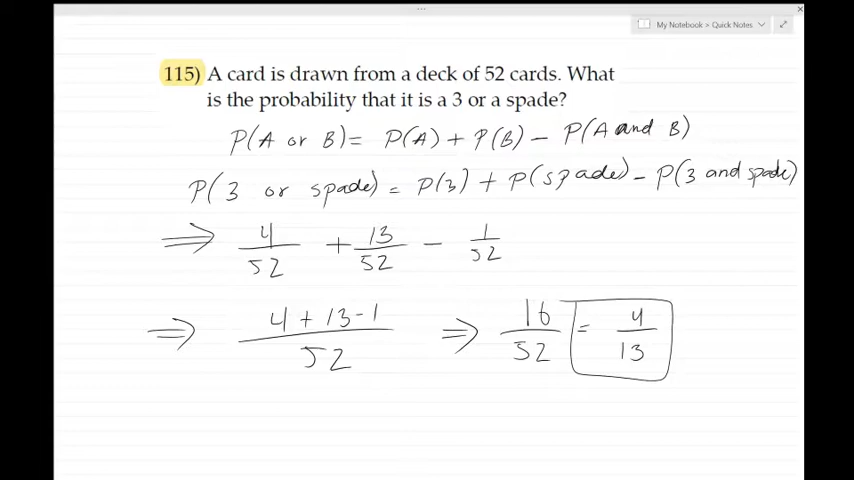 My Notebook > Quick Notes
115) A card is drawn from a deck of 52 cards. What
is the probability that it is a 3 or a spade?
P(A or B) = P(A) + P(B) - P(A and B)
P(3 or spade) = P(3) + P(spade) - P(3 and spade)
⇒ 4/52 + 13/52 - 1/52
⇒ 4 + 13 - 1 / 52 ⇒ 16/52 = 4/13